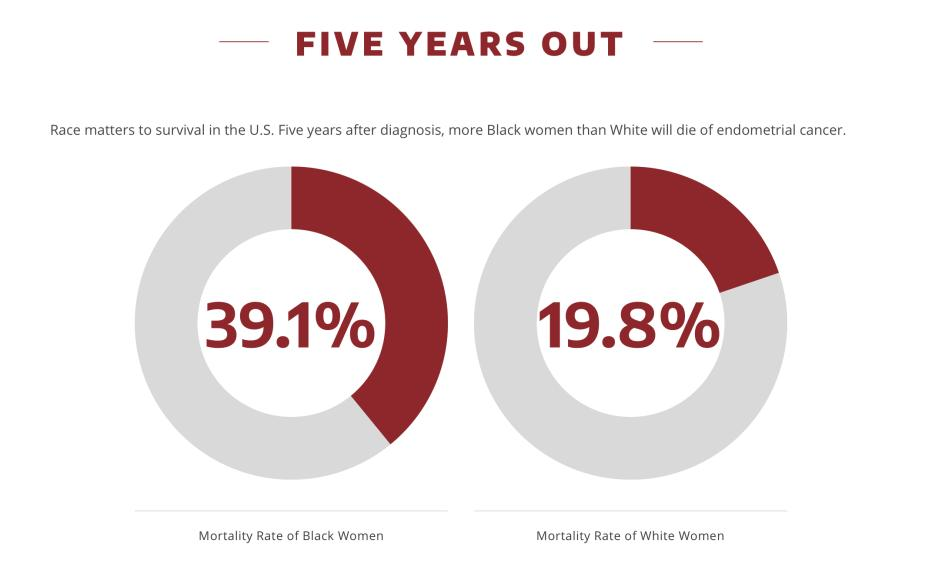 FIVE YEARS OUT
Race matters to survival in the U.S. Five years after diagnosis, more Black women than White will die of endometrial cancer.
39.1%
19.8%
Mortality Rate of Black Women
Mortality Rate of White Women